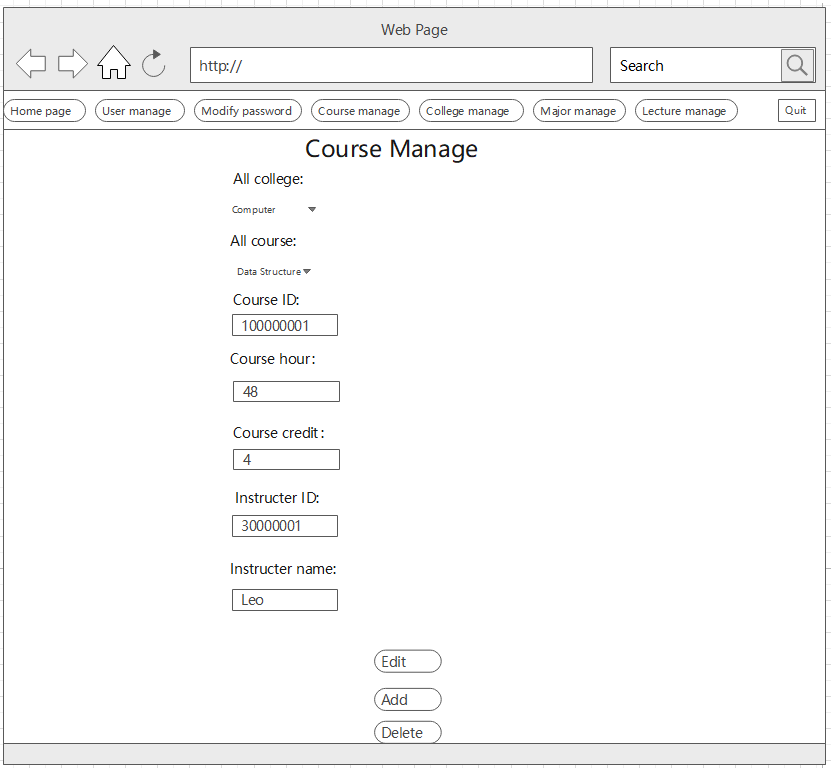 Web Page
http://
Search
Home page User manage Modify password Course manage College manage Major manage Lecture manage Quit
Course Manage
All college:
Computer
All course:
Data Structure
Course ID:
100000001
Course hour:
48
Course credit:
4
Instructer ID:
30000001
Instructer name:
Leo
Edit
Add
Delete